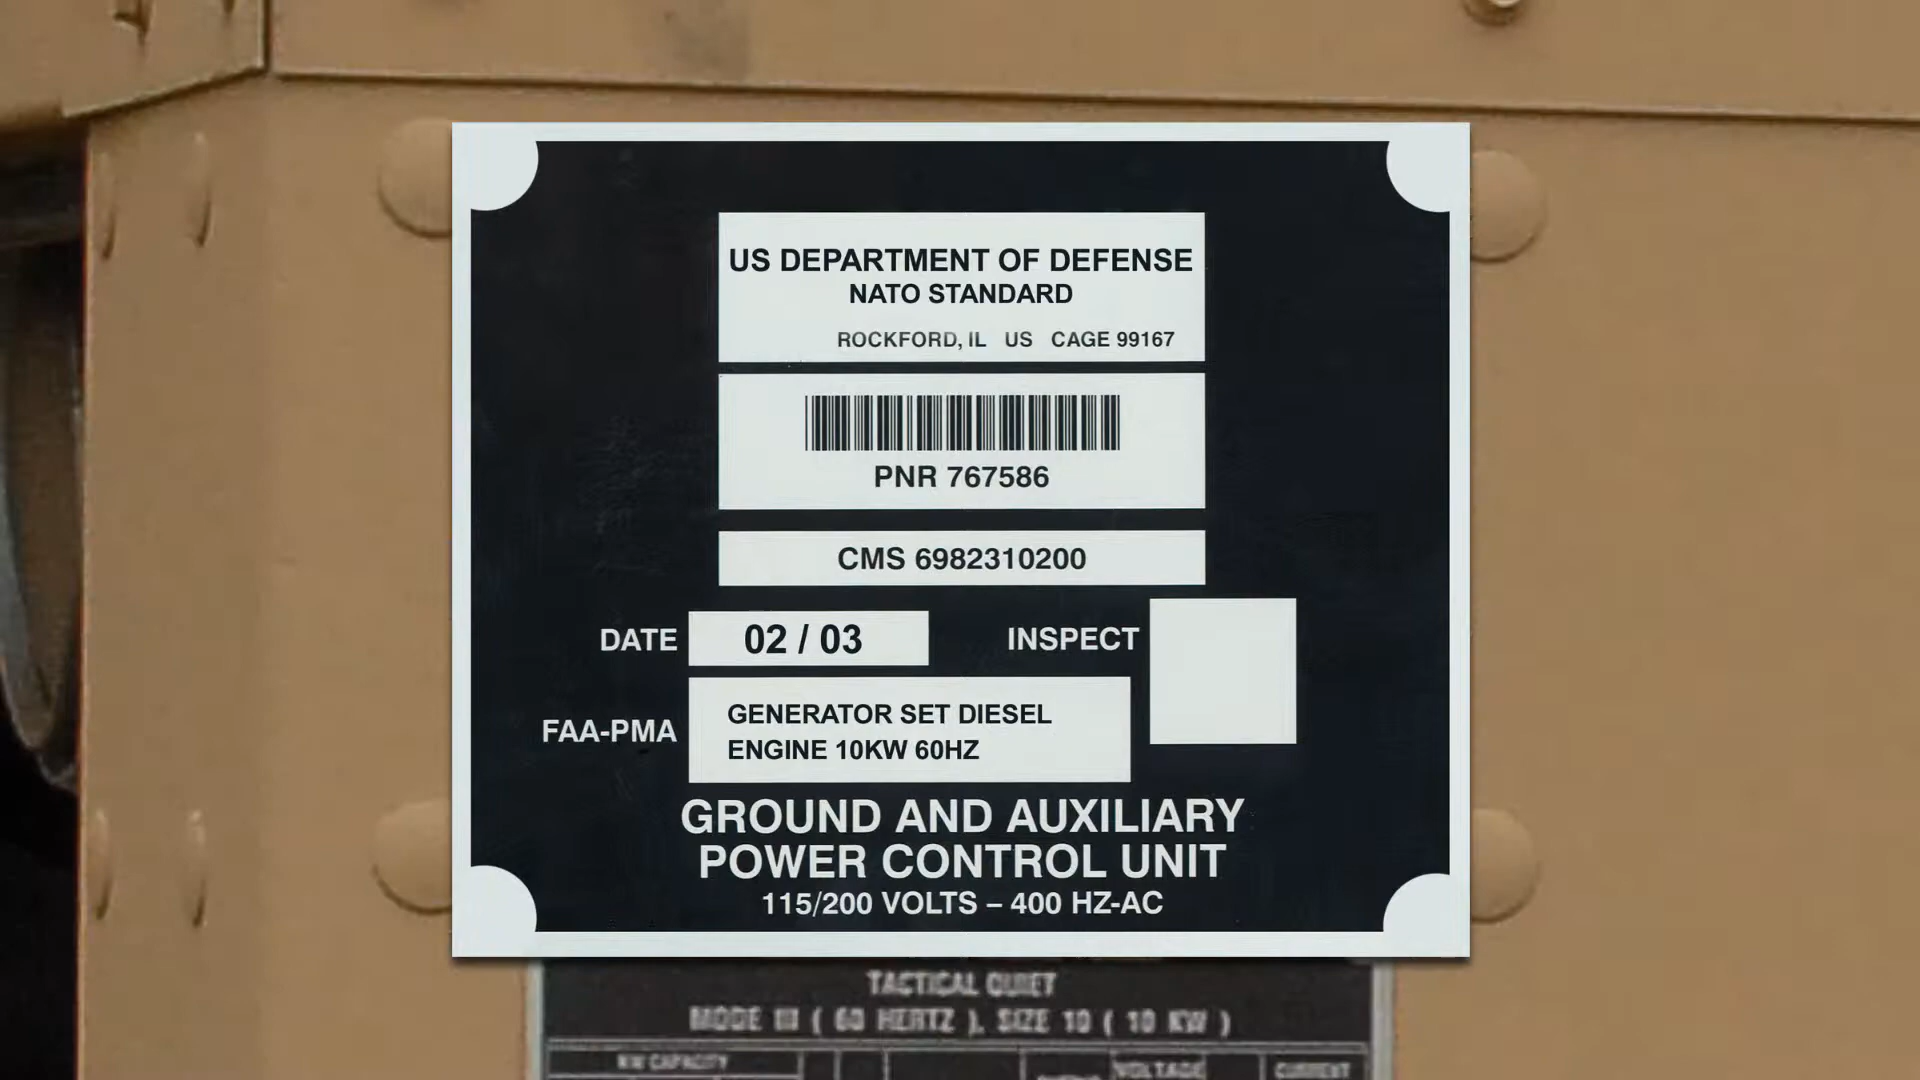 US DEPARTMENT OF DEFENSE
NATO STANDARD
ROCKFORD, IL US CAGE 99167
PNR 767586
CMS 6982310200
DATE 02 / 03 INSPECT
FAA-PMA GENERATOR SET DIESEL
ENGINE 10KW 60HZ
GROUND AND AUXILIARY
POWER CONTROL UNIT
115/200 VOLTS – 400 HZ-AC
TACTICAL QUIET
MODE III ( 60 HERTZ ), SIZE 10 ( 10 KW )
KW CAPACITY
VOLTAGE
CURRENT